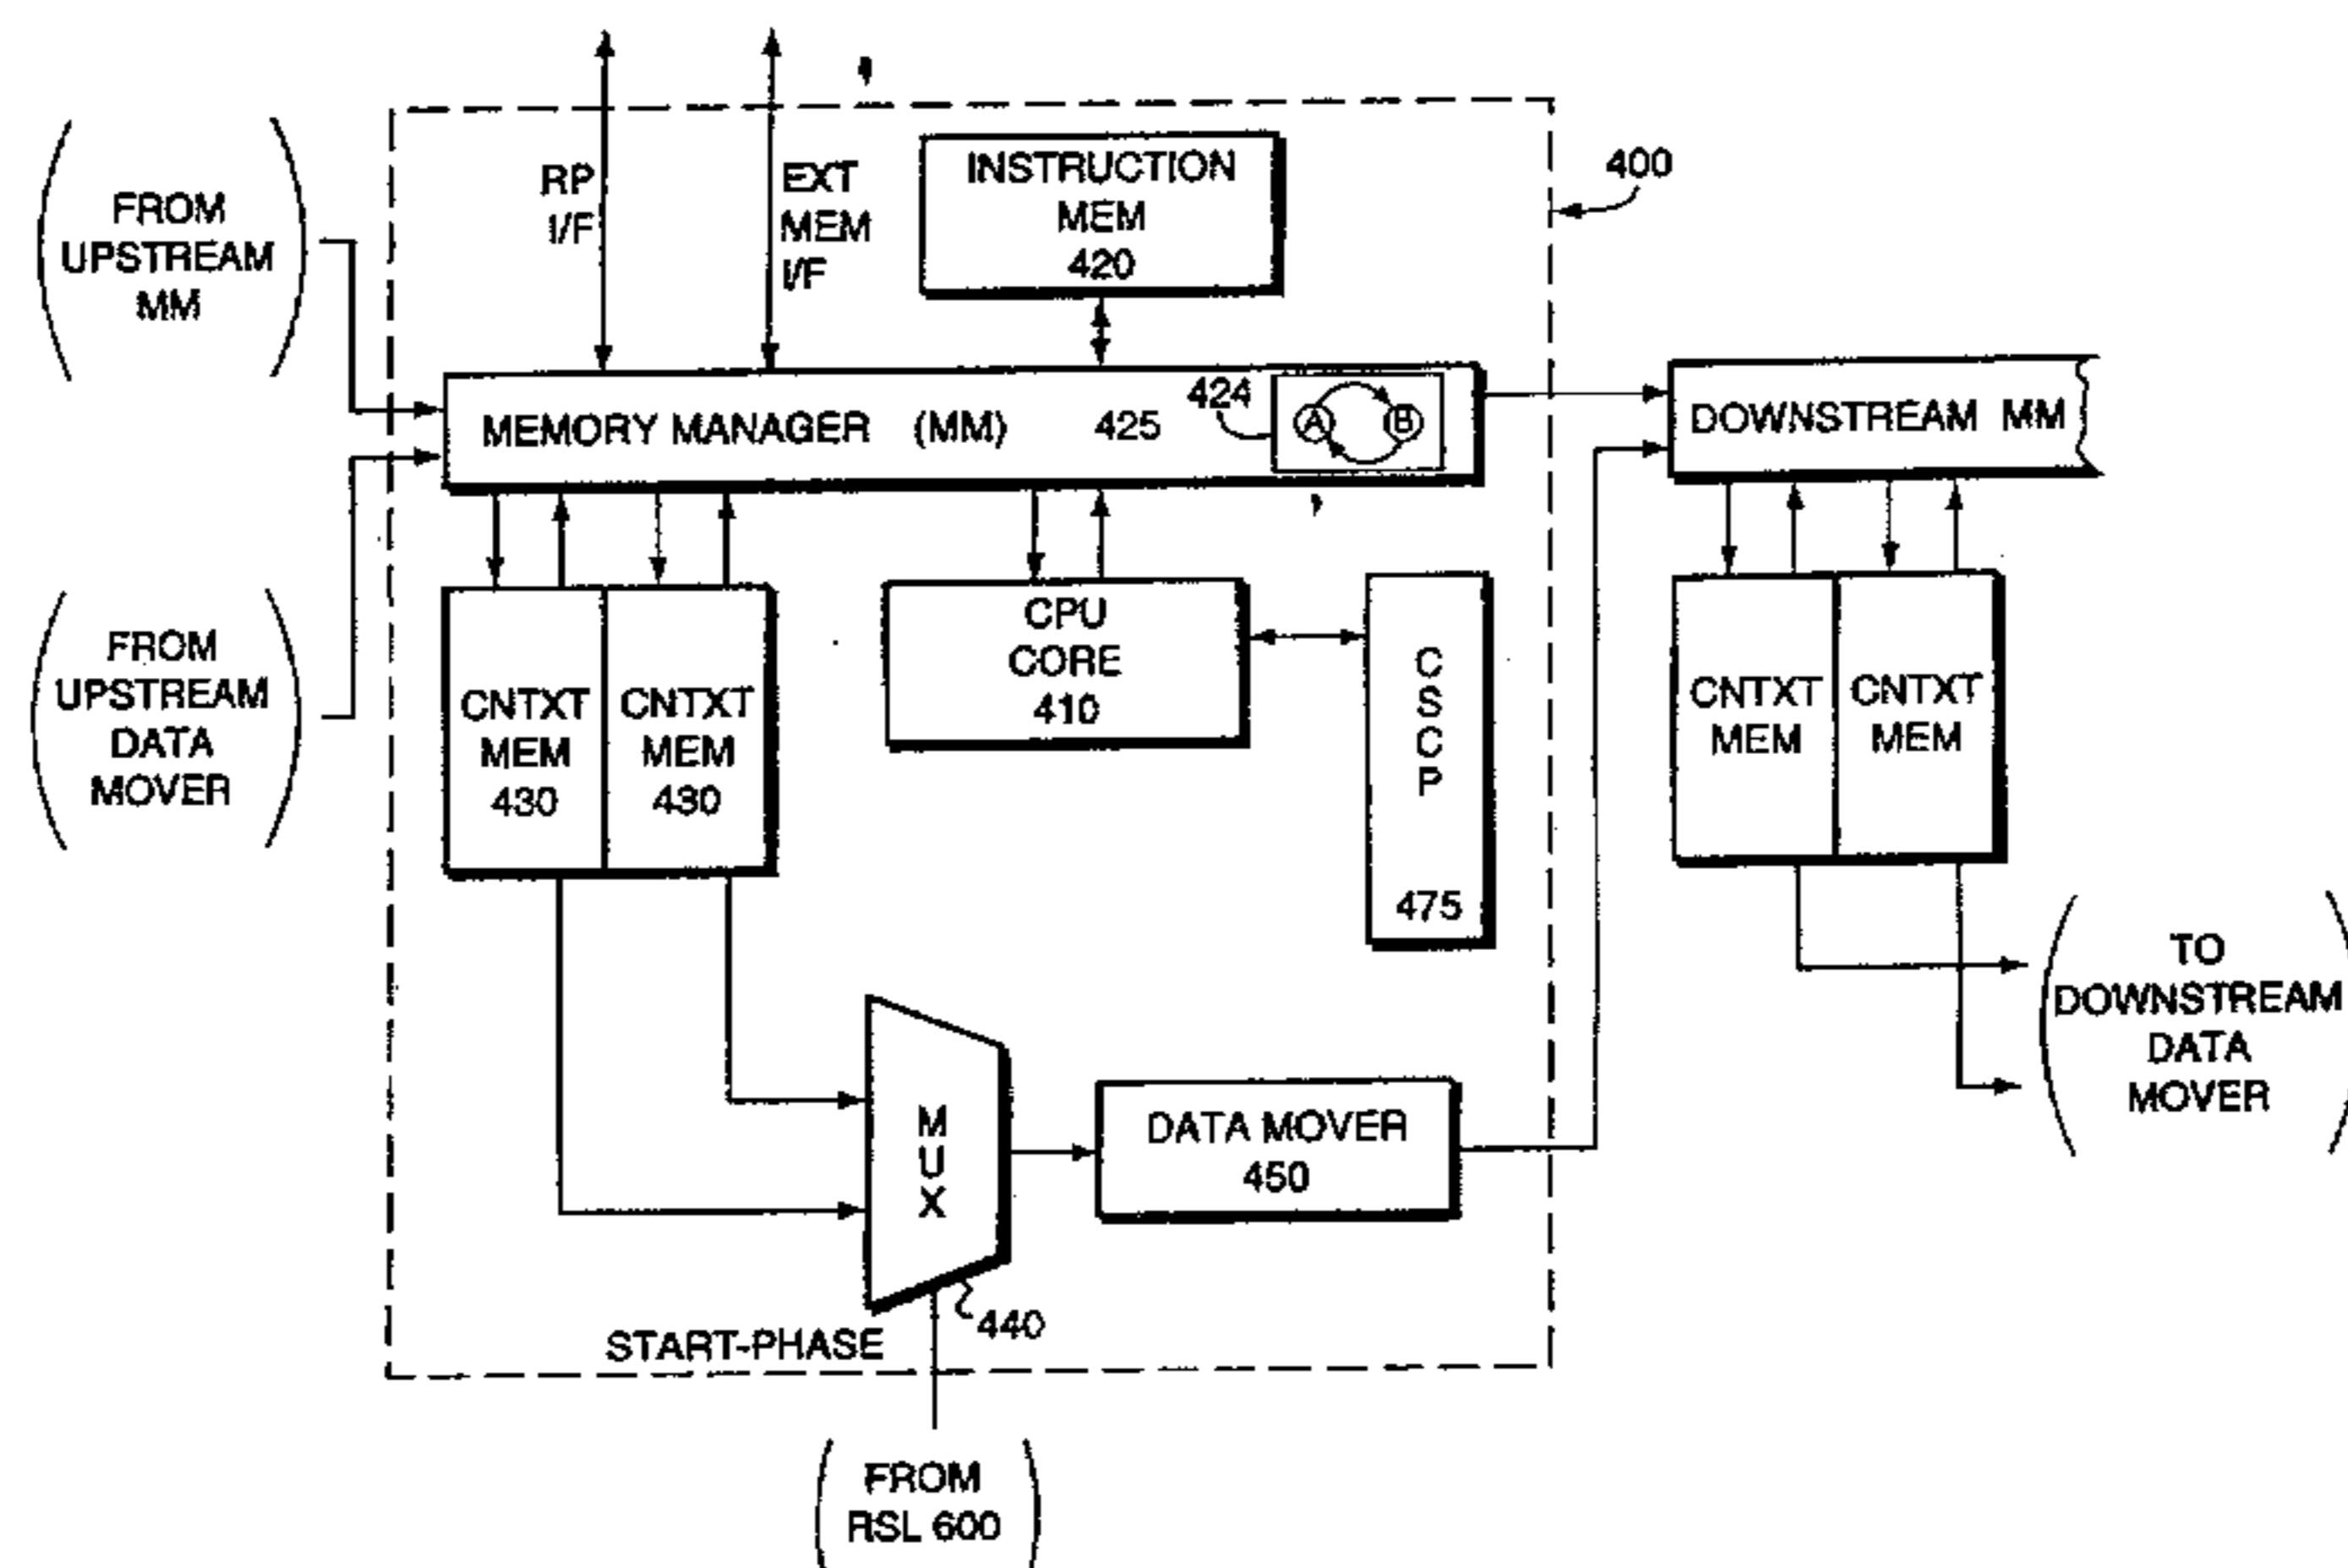 RP
I/F
EXT
MEM
I/F
INSTRUCTION
MEM
420
400
FROM
UPSTREAM
MM
MEMORY MANAGER (MM) 425
424
A
B
DOWNSTREAM MM
FROM
UPSTREAM
DATA
MOVER
CNTXT
MEM
430
CNTXT
MEM
430
CPU
CORE
410
C
S
C
P
475
CNTXT
MEM
CNTXT
MEM
TO
DOWNSTREAM
DATA
MOVER
M
U
X
440
DATA MOVER
450
START-PHASE
FROM
RSL 600